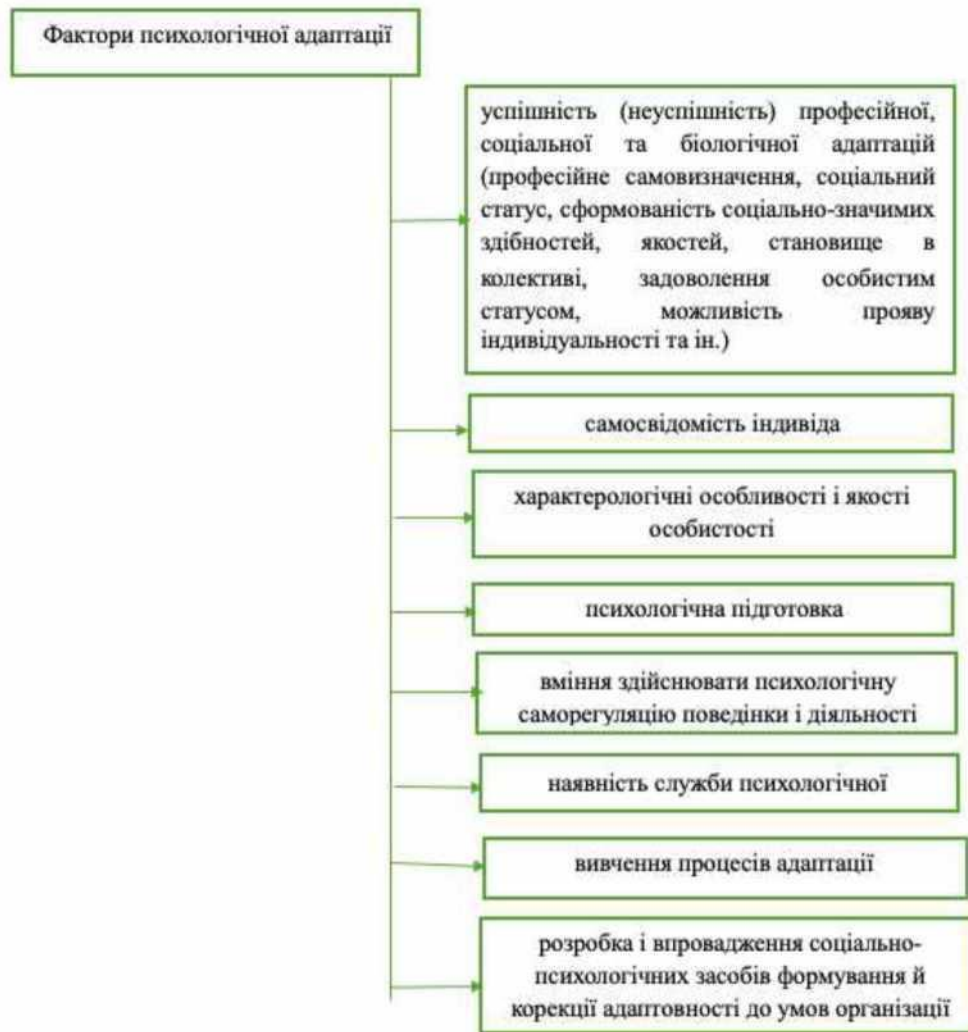 Фактори психологічної адаптації
успішність (неуспішність) професійної,
соціальної та біологічної адаптацій
(професійне самовизначення, соціальний
статус, сформованість соціально-значимих
здібностей, якостей, становище в
колективі, задоволення особистим
статусом, можливість прояву
індивідуальності та ін.)
самосвідомість індивіда
характерологічні особливості і якості
особистості
психологічна підготовка
вміння здійснювати психологічну
саморегуляцію поведінки і діяльності
наявність служби психологічної
вивчення процесів адаптації
розробка і впровадження соціально-
психологічних засобів формування й
корекції адаптовності до умов організації